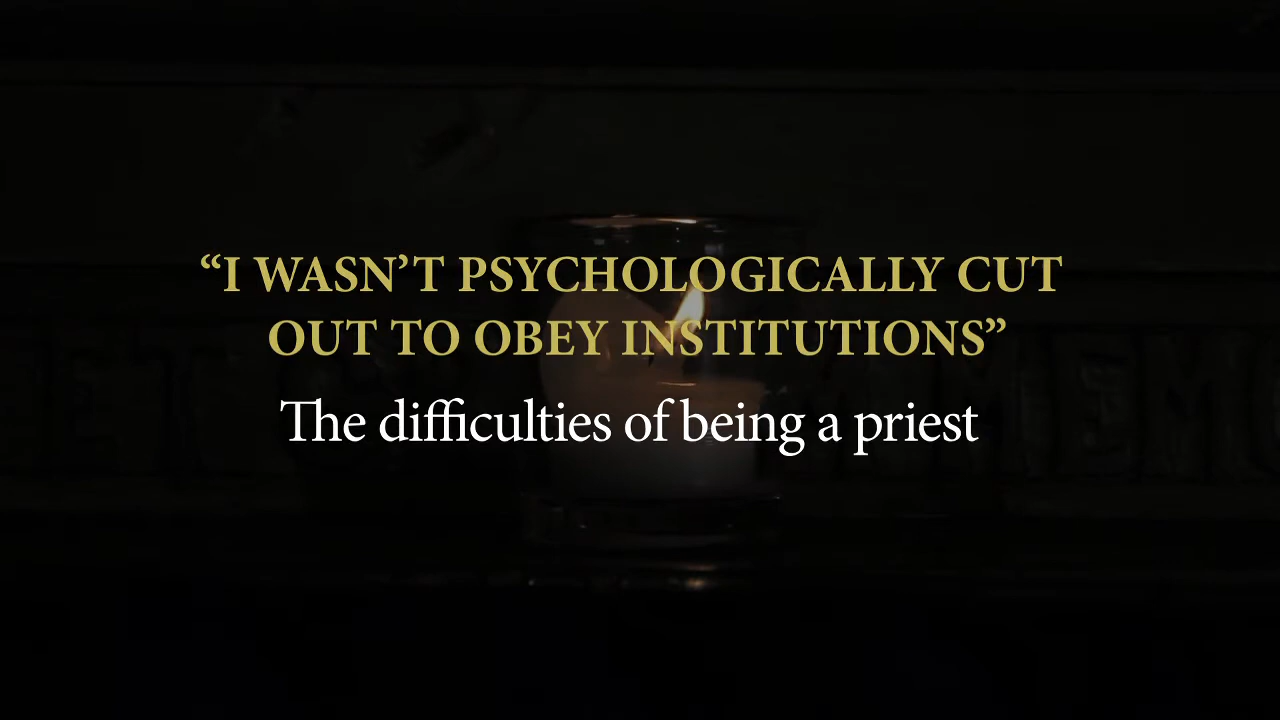 “I WASN’T PSYCHOLOGICALLY CUT
OUT TO OBEY INSTITUTIONS”
The difficulties of being a priest